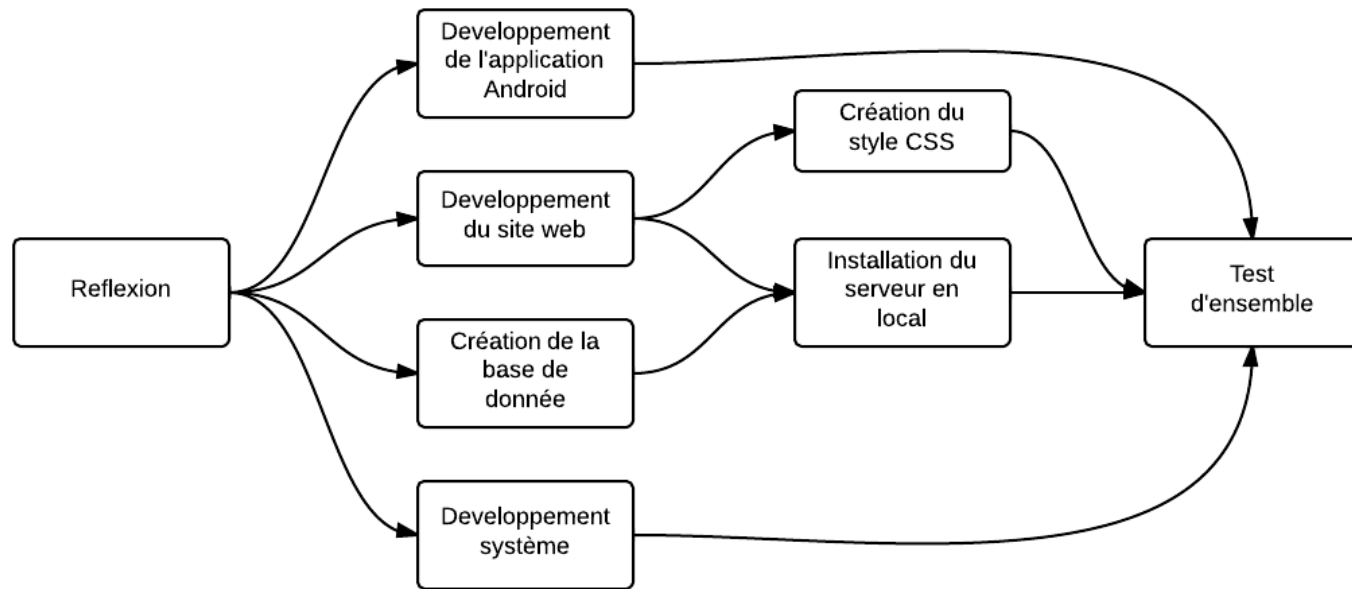 Developpement
de l'application
Android
Création du
style CSS
Developpement
du site web
Reflexion
Installation du
serveur en
local
Test
d'ensemble
Création de la
base de
donnée
Developpement
système